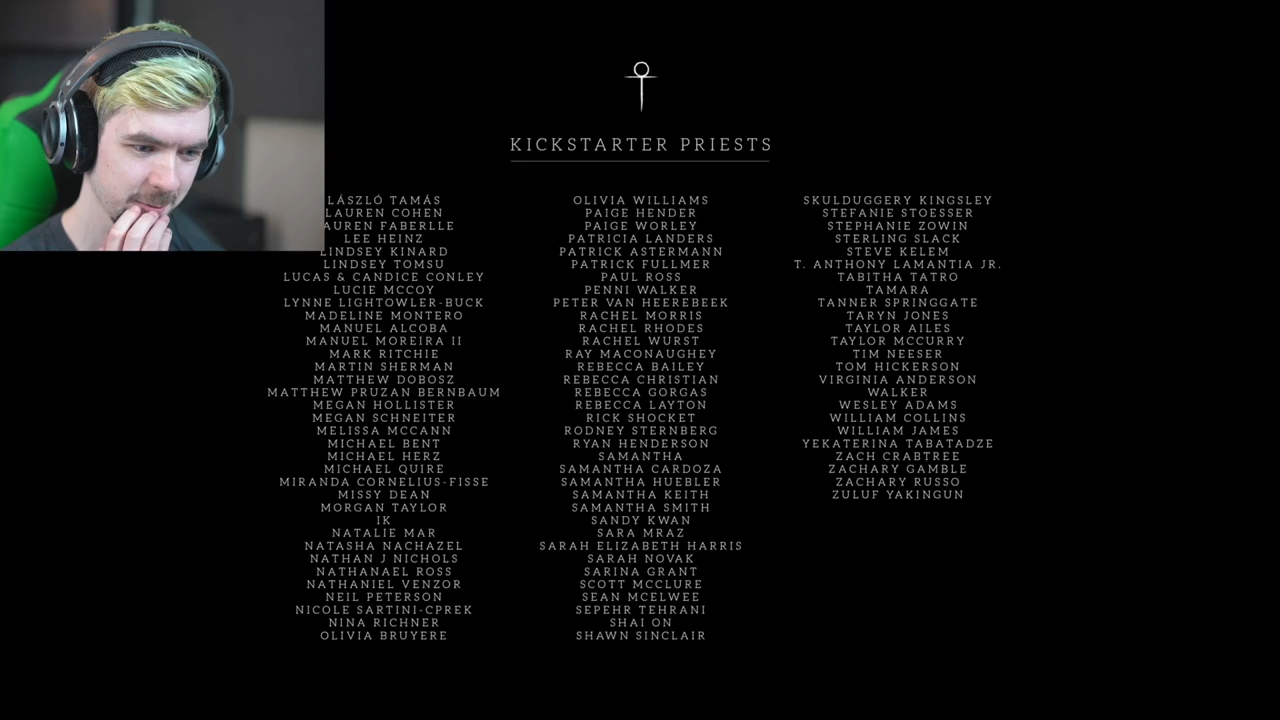 KICKSTARTER PRIESTS
LÁSZLÓ TAMÁS
LAUREN COHEN
AUREN FABERLLE
LEE HEINZ
LINDSEY KINARD
LINDSEY TOMSU
LUCAS & CANDICE CONLEY
LUCIE MCCOY
LYNNE LIGHTOWLER-BUCK
MADELINE MONTERO
MANUEL ALCOBA
MANUEL MOREIRA II
MARK RITCHIE
MARTIN SHERMAN
MATTHEW DOBOSZ
MATTHEW PRUZAN BERNBAUM
MEGAN HOLLISTER
MEGAN SCHNEITER
MELISSA MCCANN
MICHAEL BENT
MICHAEL HERZ
MICHAEL QUIRE
MIRANDA CORNELIUS-FISSE
MISSY DEAN
MORGAN TAYLOR
IK
NATALIE MAR
NATASHA NACHAZEL
NATHAN J NICHOLS
NATHANAEL ROSS
NATHANIEL VENZOR
NEIL PETERSON
NICOLE SARTINI-CPREK
NINA RICHNER
OLIVIA BRUYERE
OLIVIA WILLIAMS
PAIGE HENDER
PAIGE WORLEY
PATRICIA LANDERS
PATRICK ASTERMANN
PATRICK FULLMER
PAUL ROSS
PENNI WALKER
PETER VAN HEEREBEEK
RACHEL MORRIS
RACHEL RHODES
RACHEL WURST
RAY MACONAUGHEY
REBECCA BAILEY
REBECCA CHRISTIAN
REBECCA GORGAS
REBECCA LAYTON
RICK SHOCKET
RODNEY STERNBERG
RYAN HENDERSON
SAMANTHA
SAMANTHA CARDOZA
SAMANTHA HUEBLER
SAMANTHA KEITH
SAMANTHA SMITH
SANDY KWAN
SARA MRAZ
SARAH ELIZABETH HARRIS
SARAH NOVAK
SARINA GRANT
SCOTT MCCLURE
SEAN MCELWEE
SEPEHR TEHRANI
SHAI ON
SHAWN SINCLAIR
SKULDUGGERY KINGSLEY
STEFANIE STOESSER
STEPHANIE ZOWIN
STERLING SLACK
STEVE KELEM
T. ANTHONY LAMANTIA JR.
TABITHA TATRO
TAMARA
TANNER SPRINGGATE
TARYN JONES
TAYLOR AILES
TAYLOR MCCURRY
TIM NEESER
TOM HICKERSON
VIRGINIA ANDERSON
WALKER
WESLEY ADAMS
WILLIAM COLLINS
WILLIAM JAMES
YEKATERINA TABATADZE
ZACH CRABTREE
ZACHARY GAMBLE
ZACHARY RUSSO
ZULUF YAKINGUN